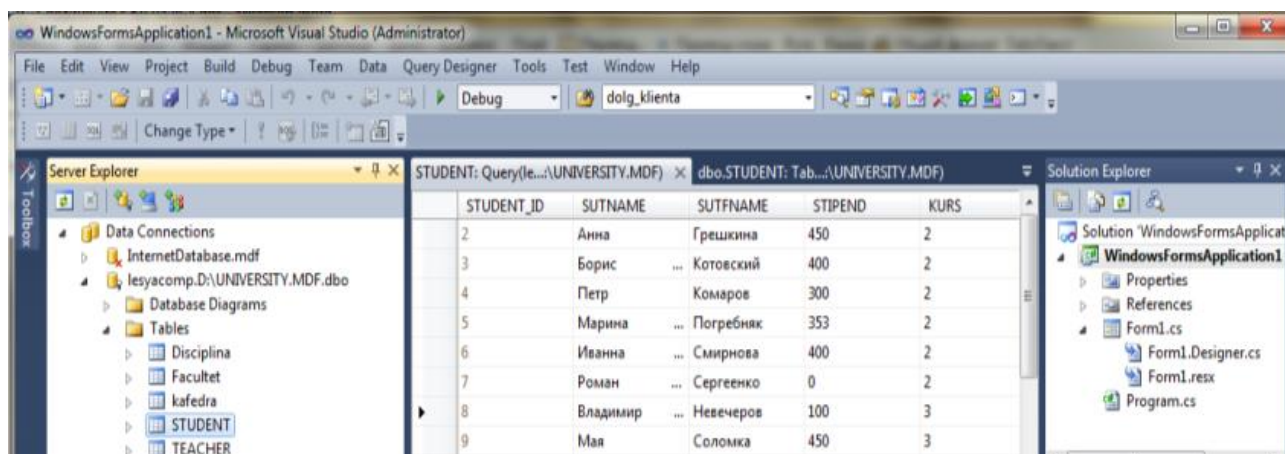 WindowsFormsApplication1 - Microsoft Visual Studio (Administrator)
File Edit View Project Build Debug Team Data Query Designer Tools Test Window Help
Debug dolg_klienta
Change Type
Toolbox
Server Explorer
Data Connections
InternetDatabase.mdf
lesyacomp.D:\UNIVERSITY.MDF.dbo
Database Diagrams
Tables
Disciplina
Facultet
kafedra
STUDENT
TEACHER
STUDENT: Query(le...:\UNIVERSITY.MDF) dbo.STUDENT: Tab...:\UNIVERSITY.MDF)
STUDENT_ID SUTNAME SUTFNAME STIPEND KURS
2 Анна Грешкина 450 2
3 Борис ... Котовский 400 2
4 Петр Комаров 300 2
5 Марина ... Погребняк 353 2
6 Иванна ... Смирнова 400 2
7 Роман ... Сергеенко 0 2
8 Владимир ... Невечеров 100 3
9 Мая Соломка 450 3
Solution Explorer
Solution 'WindowsFormsApplicat
WindowsFormsApplication1
Properties
References
Form1.cs
Form1.Designer.cs
Form1.resx
Program.cs